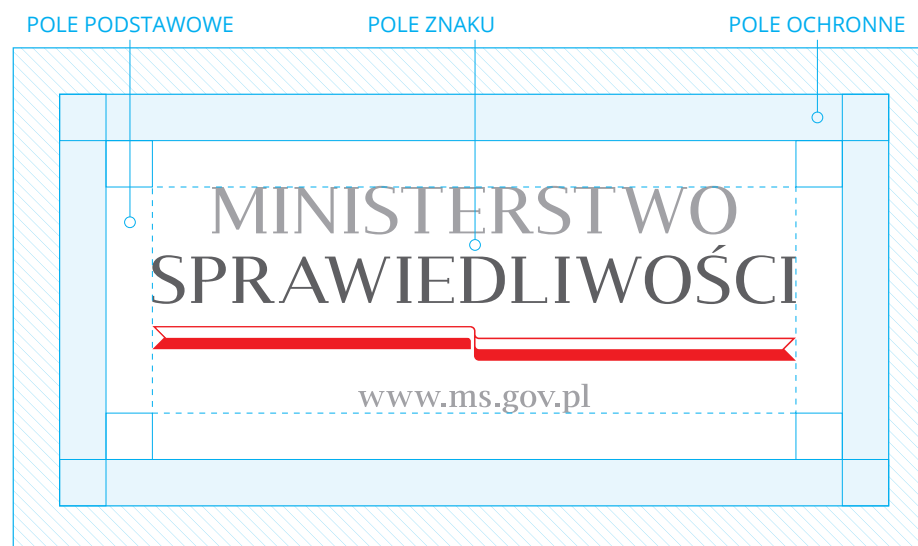 POLE PODSTAWOWE POLE ZNAKU POLE OCHRONNE
MINISTERSTWO
SPRAWIEDLIWOŚCI
www.ms.gov.pl